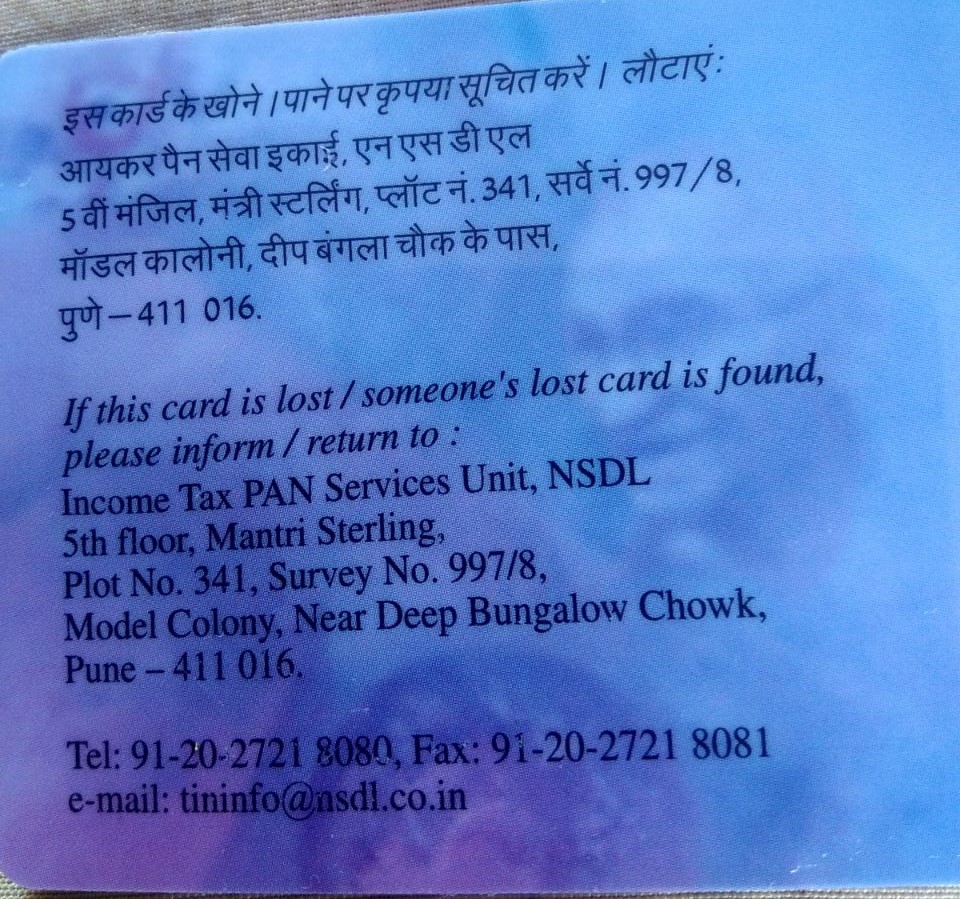 इस कार्ड के खोने / पाने पर कृपया सूचित करें । लौटाएं :
आयकर पैन सेवा इकाई, एन एस डी एल
5 वीं मंजिल, मंत्री स्टर्लिंग, प्लॉट नं. 341, सर्वे नं. 997/8,
मॉडल कालोनी, दीप बंगला चौक के पास,
पुणे – 411 016.
If this card is lost / someone's lost card is found,
please inform / return to :
Income Tax PAN Services Unit, NSDL
5th floor, Mantri Sterling,
Plot No. 341, Survey No. 997/8,
Model Colony, Near Deep Bungalow Chowk,
Pune – 411 016.
Tel: 91-20-2721 8080, Fax: 91-20-2721 8081
e-mail: tininfo@nsdl.co.in